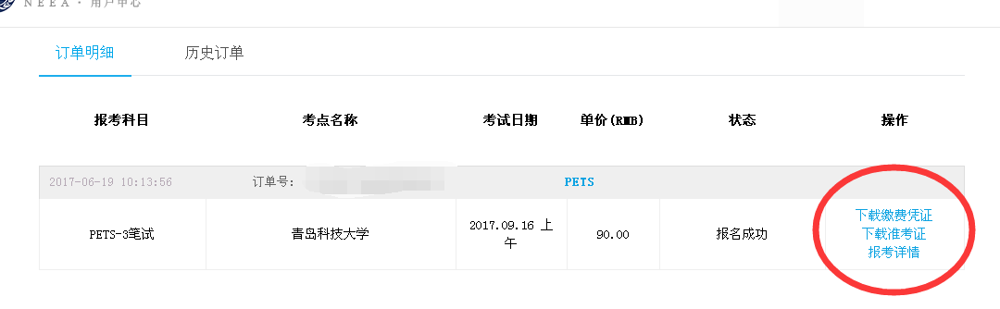 NEEA · 用户中心
订单明细 历史订单
报考科目 考点名称 考试日期 单价(RMB) 状态 操作
2017-06-19 10:13:56 订单号： PETS
PETS-3笔试 青岛科技大学 2017.09.16 上午 90.00 报名成功
下载缴费凭证
下载准考证
报考详情